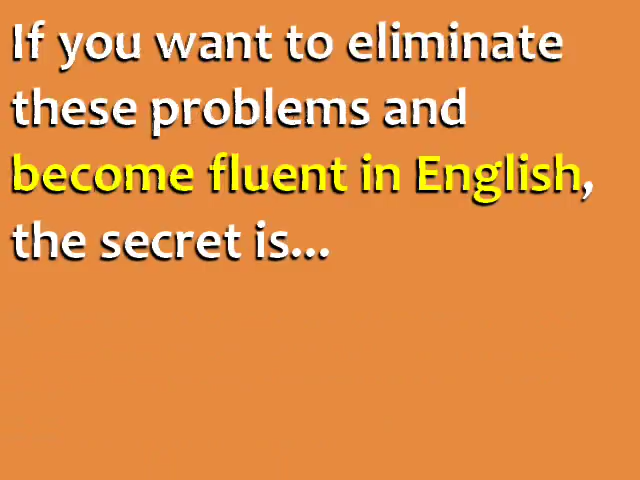 If you want to eliminate
these problems and
become fluent in English,
the secret is...